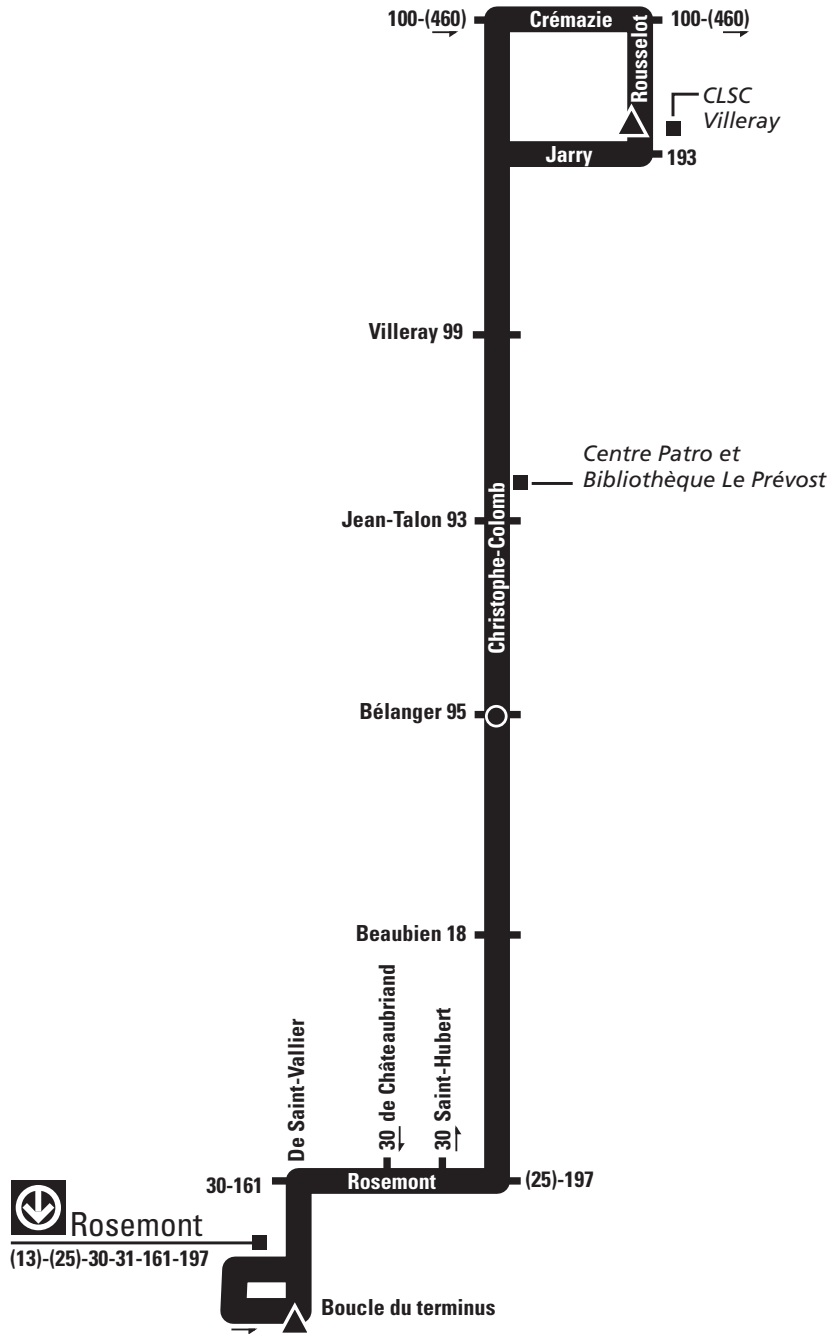 100-(460)
Crémazie
100-(460)
Rousselot
CLSC
Villeray
Jarry
193
Villeray 99
Centre Patro et
Bibliothèque Le Prévost
Jean-Talon 93
Christophe-Colomb
Bélanger 95
Beaubien 18
De Saint-Vallier
30 de Châteaubriand
30 Saint-Hubert
30-161
Rosemont
(25)-197
Rosemont
(13)-(25)-30-31-161-197
Boucle du terminus